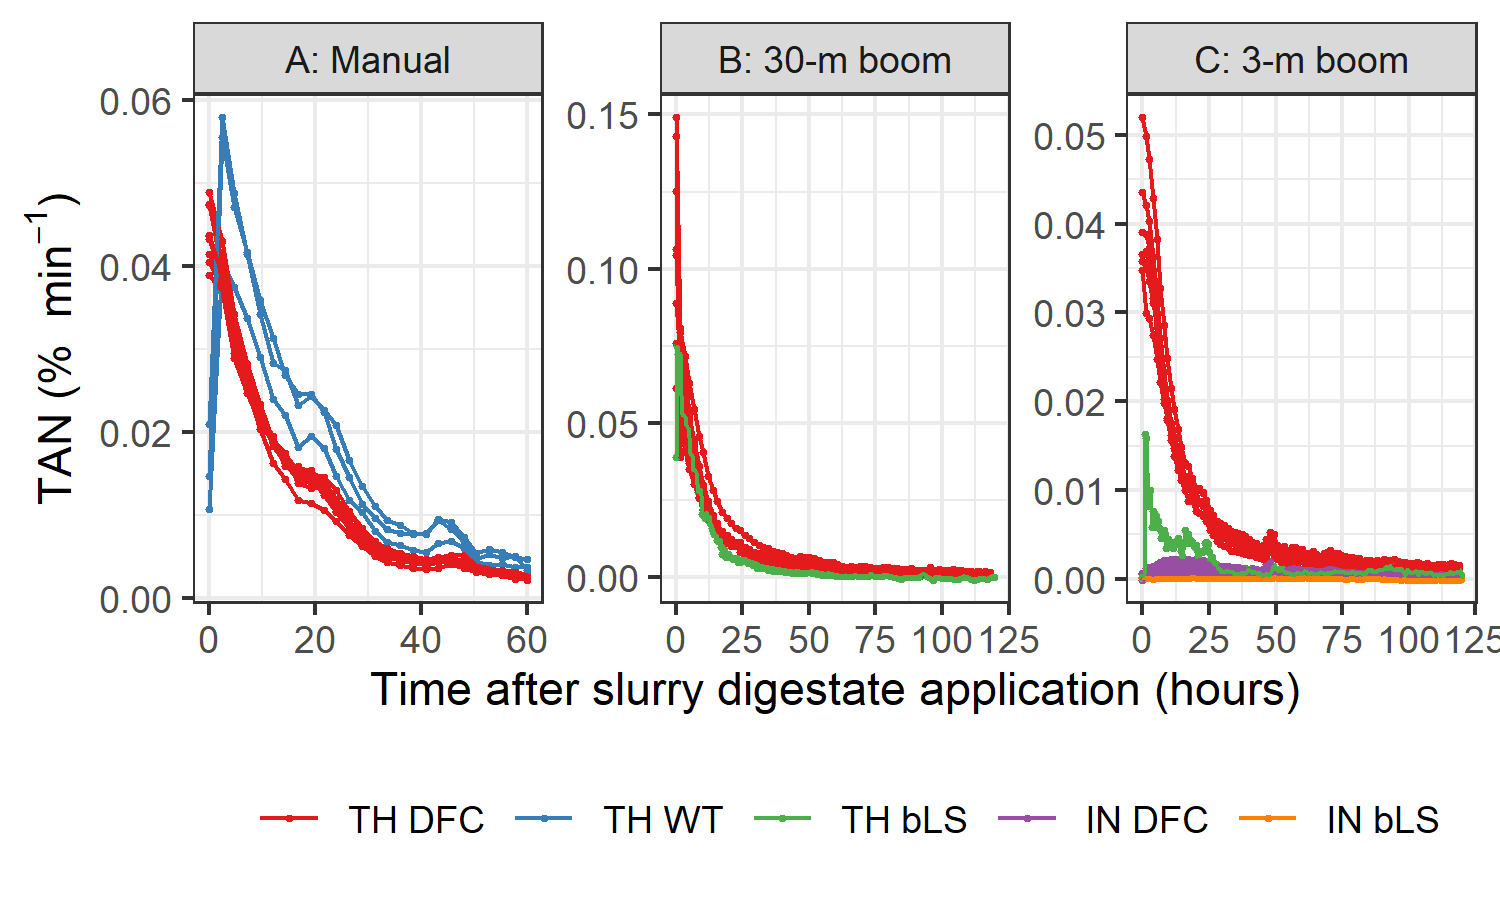 A: Manual
B: 30-m boom
C: 3-m boom
TAN (% min⁻¹)
0.06
0.04
0.02
0.00
0.15
0.10
0.05
0.00
0.05
0.04
0.03
0.02
0.01
0.00
0 20 40 60
0 25 50 75 100 125
0 25 50 75 100 125
Time after slurry digestate application (hours)
TH DFC TH WT TH bLS IN DFC IN bLS